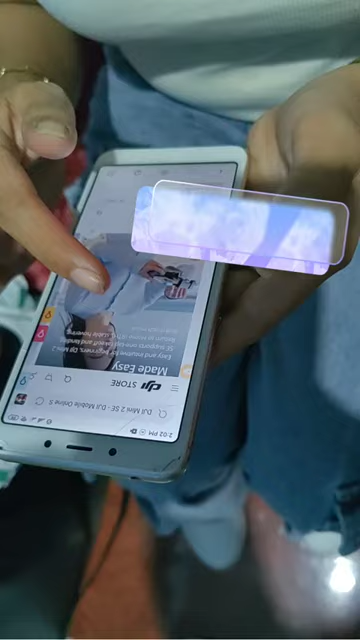 2:02 PM
DJI Mini 2 SE - DJI Mobile Online S
dji STORE
Made Easy
Easy and intuitive for beginners, DJI Mini 2
SE supports one-tap takeoff and landing